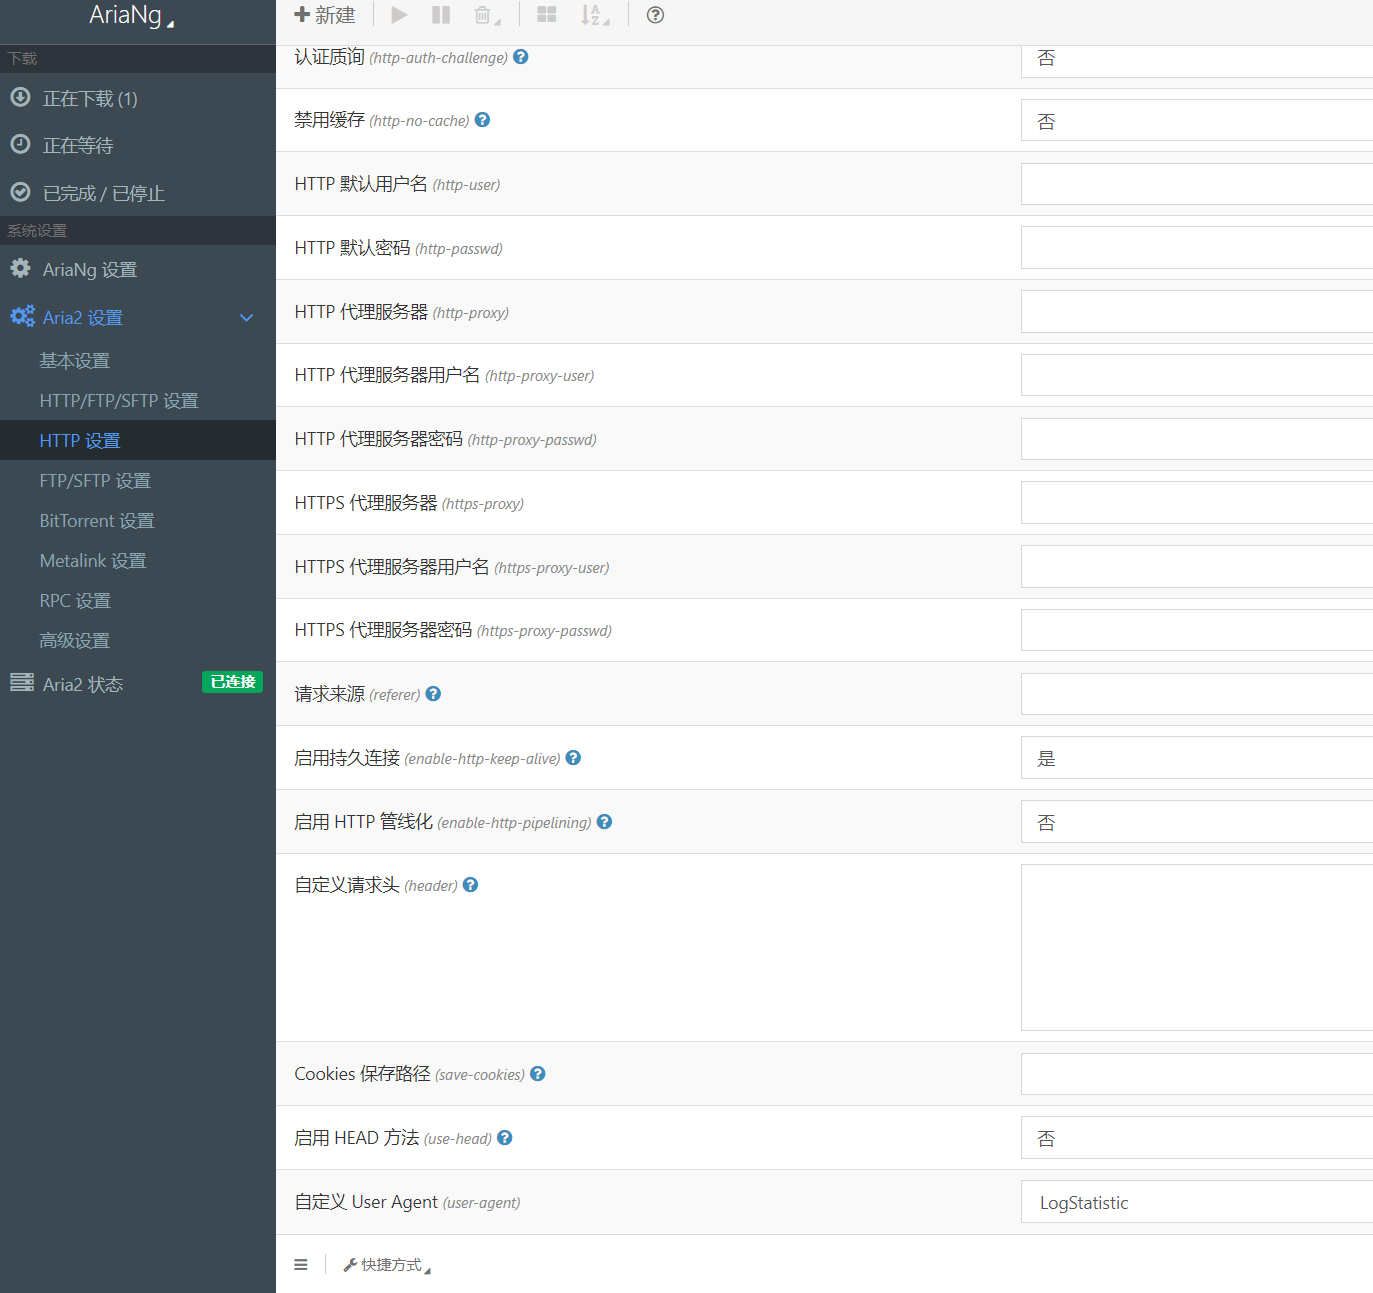 AriaNg
下载
正在下载 (1)
正在等待
已完成 / 已停止
系统设置
AriaNg 设置
Aria2 设置
基本设置
HTTP/FTP/SFTP 设置
HTTP 设置
FTP/SFTP 设置
BitTorrent 设置
Metalink 设置
RPC 设置
高级设置
Aria2 状态 已连接
新建
认证质询 (http-auth-challenge) 否
禁用缓存 (http-no-cache) 否
HTTP 默认用户名 (http-user)
HTTP 默认密码 (http-passwd)
HTTP 代理服务器 (http-proxy)
HTTP 代理服务器用户名 (http-proxy-user)
HTTP 代理服务器密码 (http-proxy-passwd)
HTTPS 代理服务器 (https-proxy)
HTTPS 代理服务器用户名 (https-proxy-user)
HTTPS 代理服务器密码 (https-proxy-passwd)
请求来源 (referer)
启用持久连接 (enable-http-keep-alive) 是
启用 HTTP 管线化 (enable-http-pipelining) 否
自定义请求头 (header)
Cookies 保存路径 (save-cookies)
启用 HEAD 方法 (use-head) 否
自定义 User Agent (user-agent) LogStatistic
快捷方式